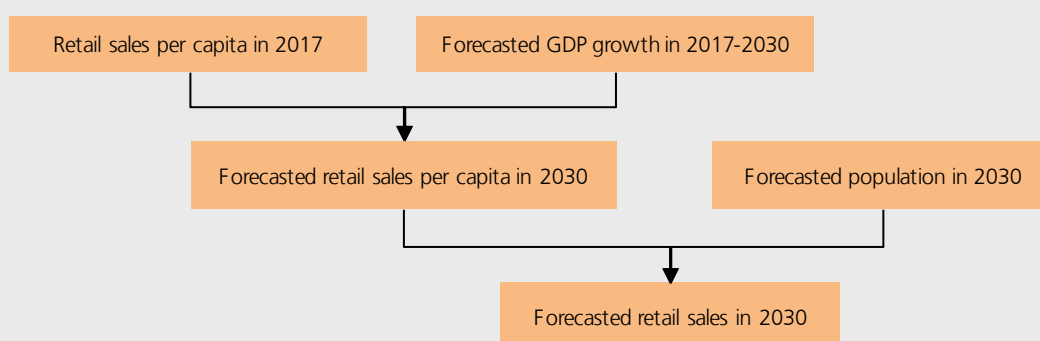 Retail sales per capita in 2017
Forecasted GDP growth in 2017-2030
Forecasted retail sales per capita in 2030
Forecasted population in 2030
Forecasted retail sales in 2030